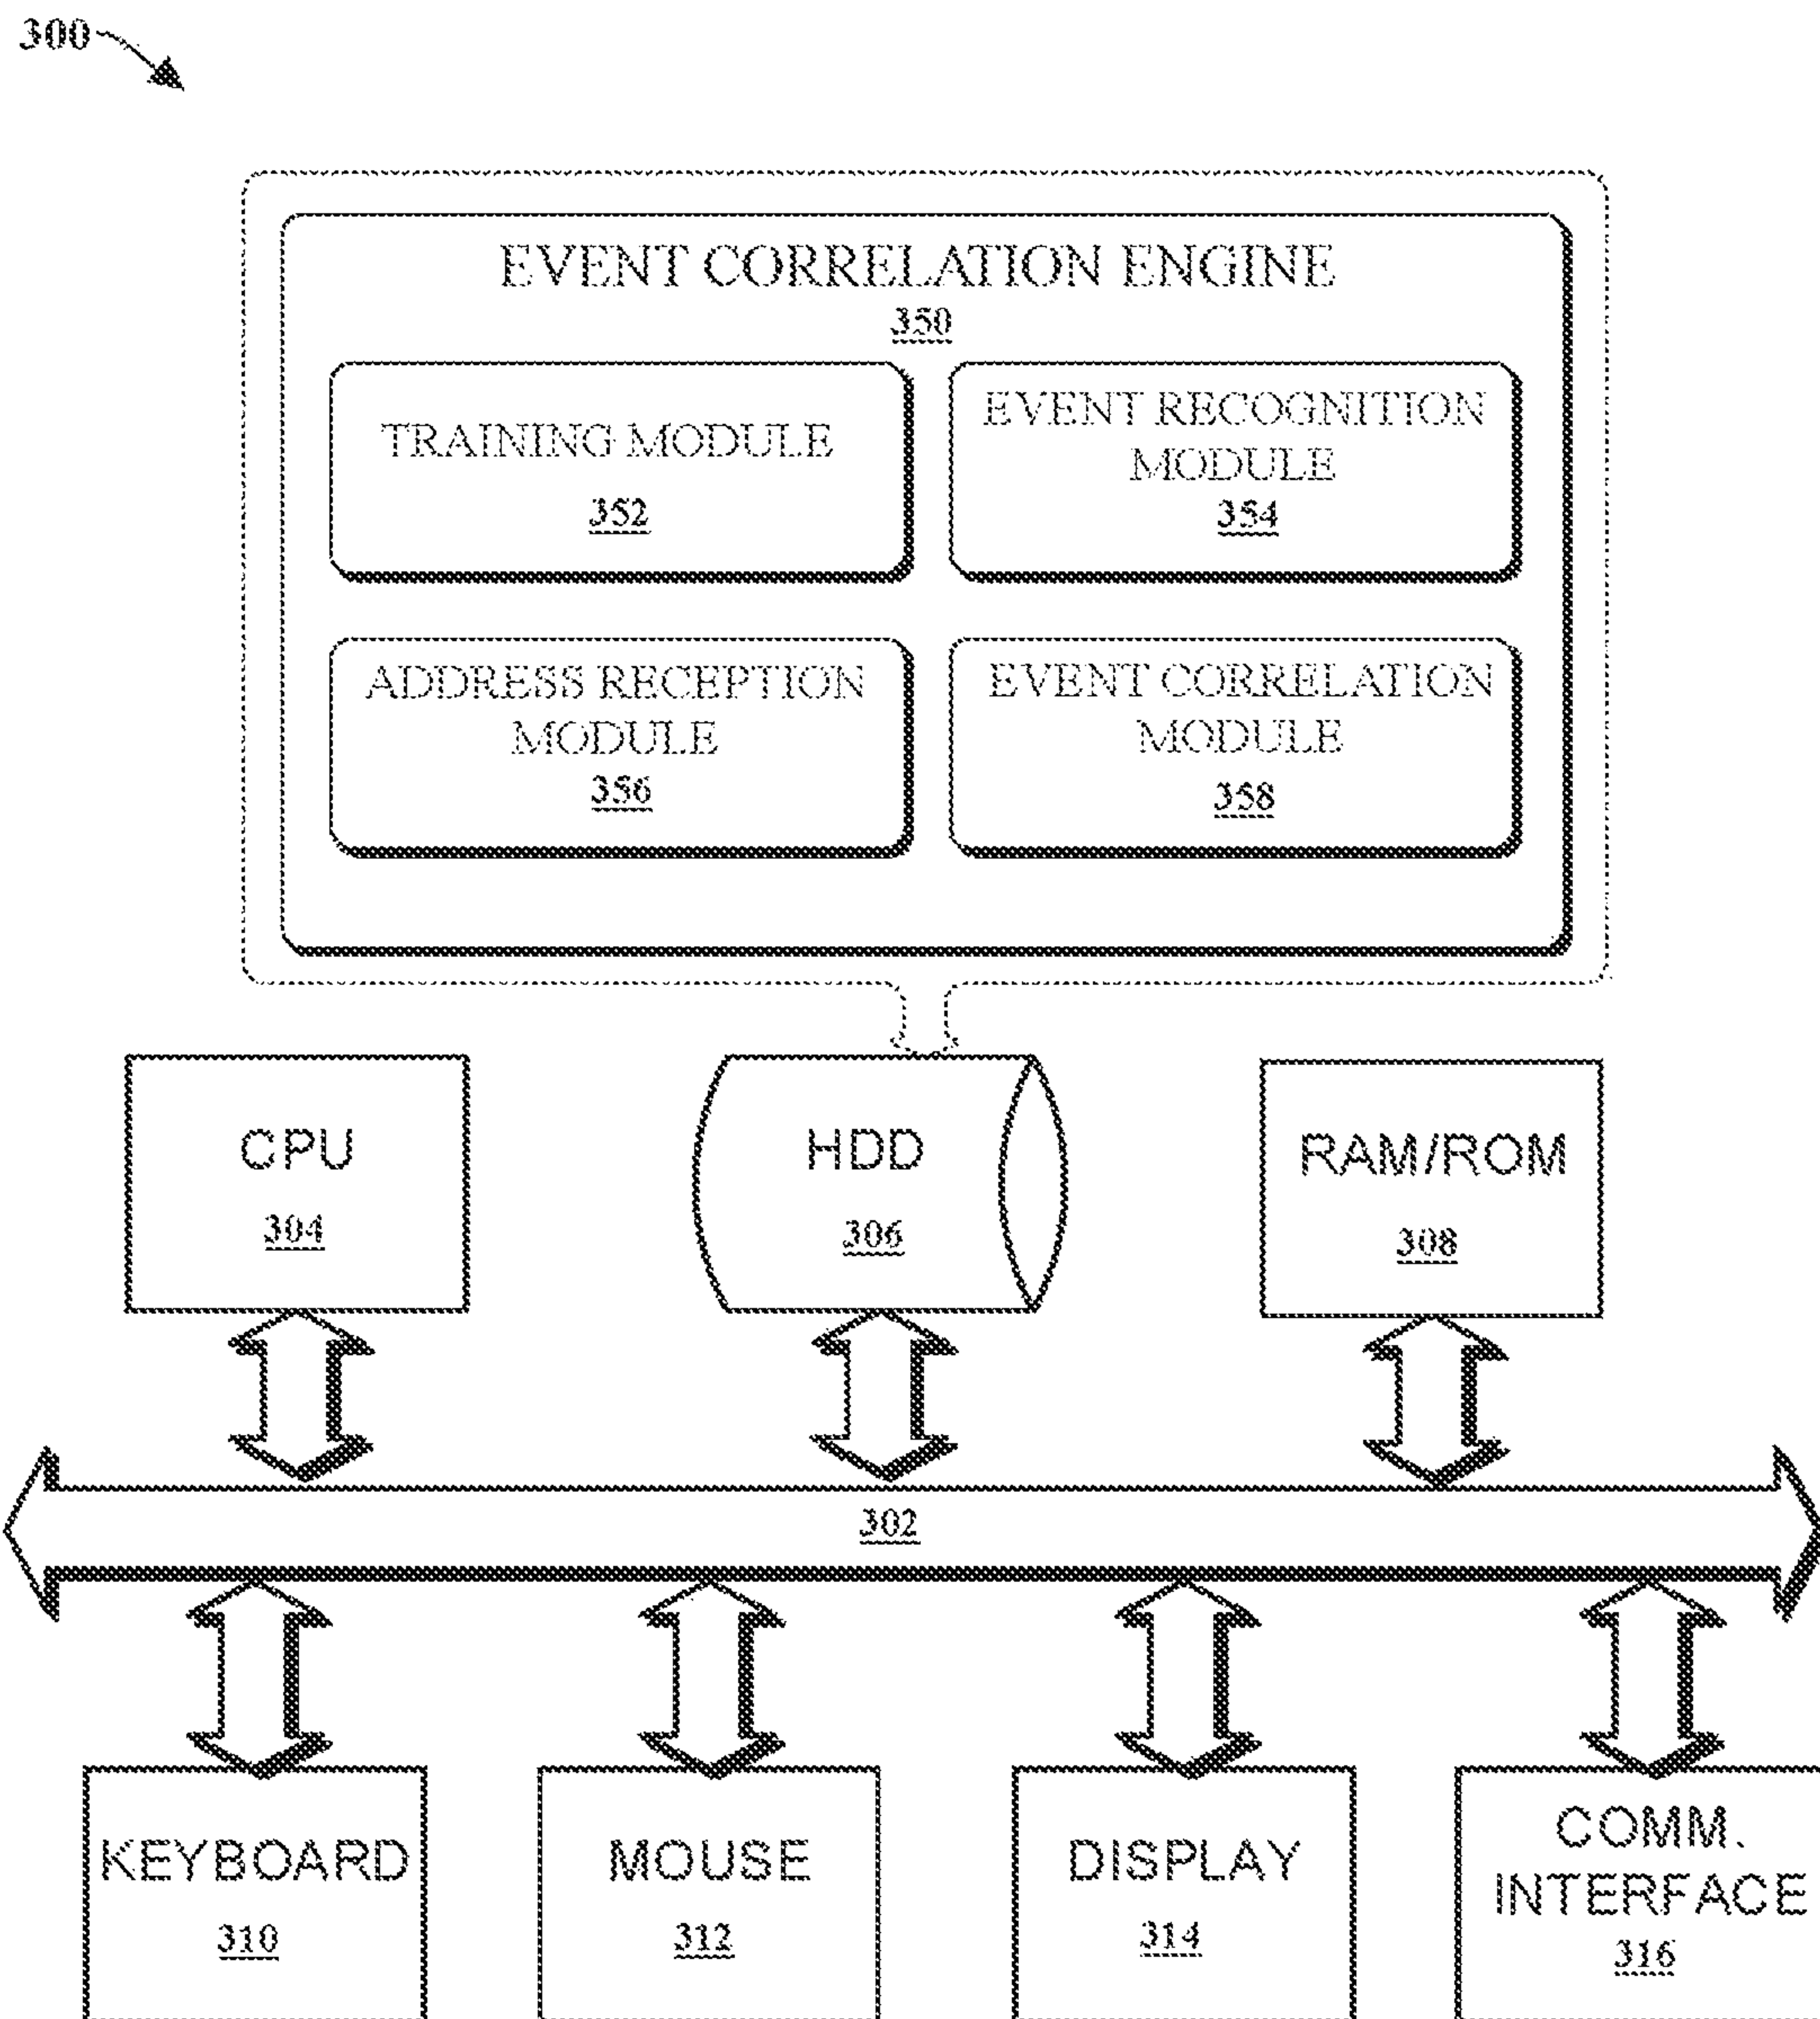 300
EVENT CORRELATION ENGINE
350
TRAINING MODULE
352
EVENT RECOGNITION
MODULE
354
ADDRESS RECEPTION
MODULE
356
EVENT CORRELATION
MODULE
358
CPU
304
HDD
306
RAM/ROM
308
302
KEYBOARD
310
MOUSE
312
DISPLAY
314
COMM.
INTERFACE
316